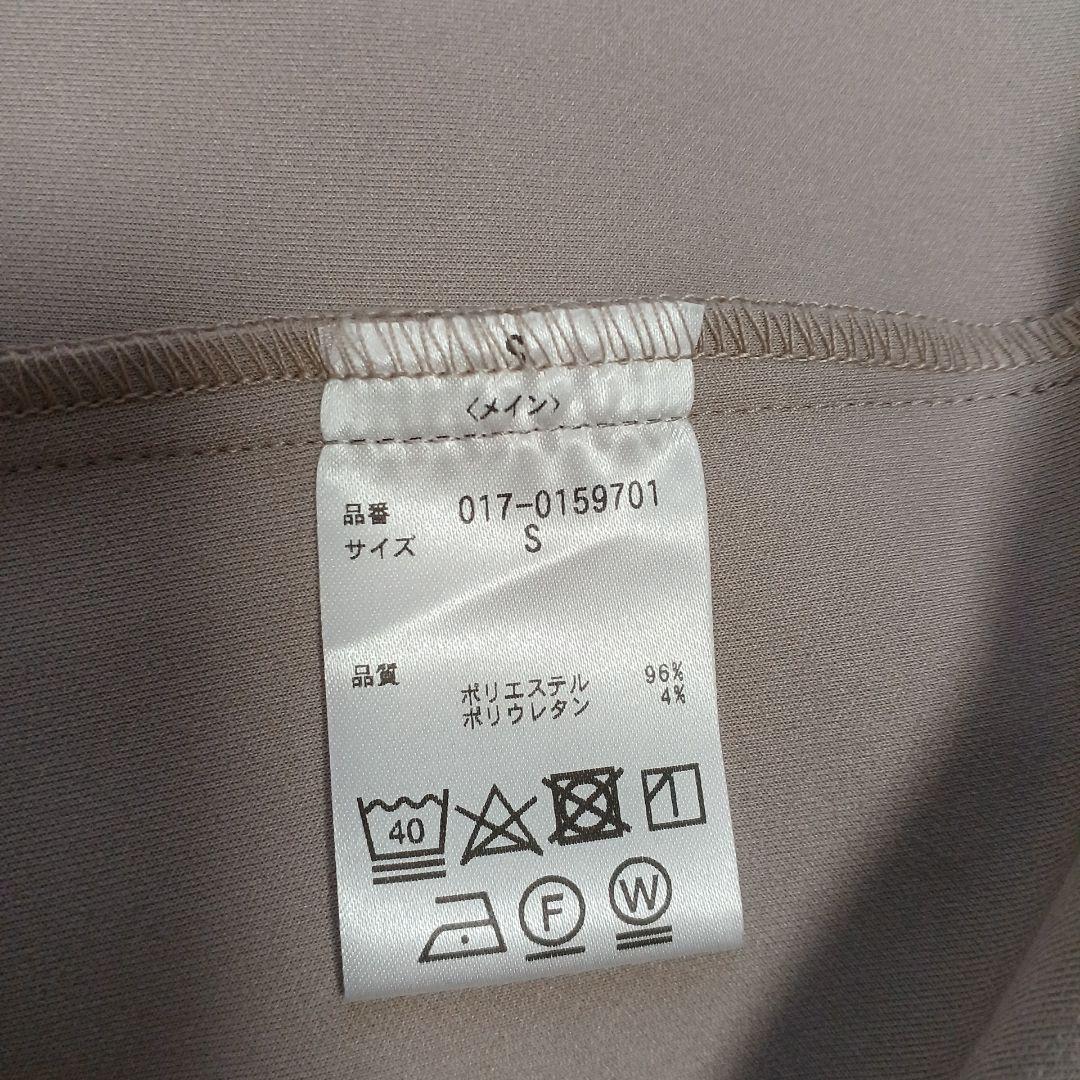 S
〈メイン〉
品番 017-0159701
サイズ S
品質 ポリエステル 96%
ポリウレタン 4%
40
F W